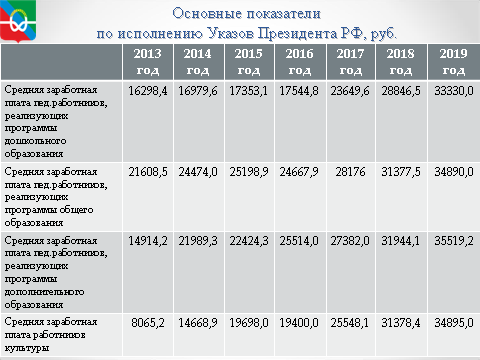 Основные показатели
по исполнению Указов Президента РФ, руб.
2013 год 2014 год 2015 год 2016 год 2017 год 2018 год 2019 год
Средняя заработная 16298,4 16979,6 17353,1 17544,8 23649,6 28846,5 33330,0
плата пед.работников,
реализующих
программы
дошкольного
образования
Средняя заработная 21608,5 24474,0 25198,9 24667,9 28176 31377,5 34890,0
плата пед.работников,
реализующих
программы общего
образования
Средняя заработная 14914,2 21989,3 22424,3 25514,0 27382,0 31944,1 35519,2
плата пед.работников,
реализующих
программы
дополнительного
образования
Средняя заработная 8065,2 14668,9 19698,0 19400,0 25548,1 31378,4 34895,0
плата работников
культуры